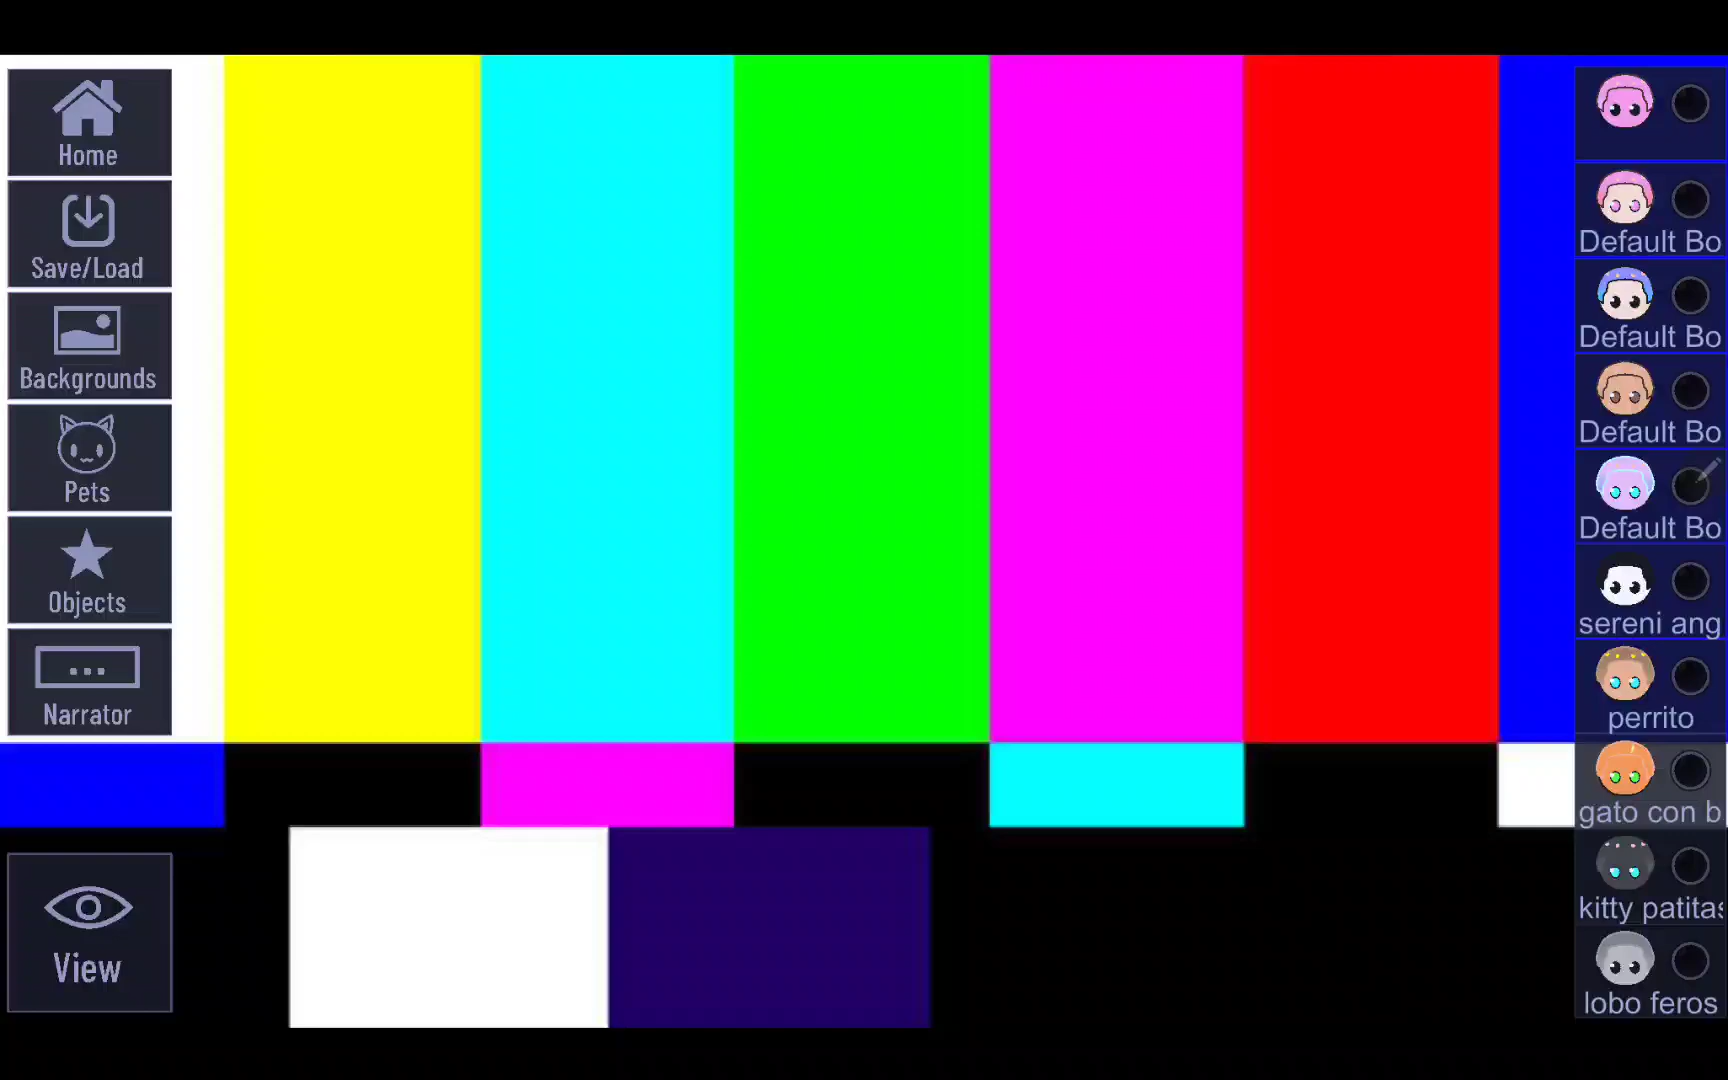 Home
Save/Load
Backgrounds
Pets
Objects
Narrator
View
Default Bo
Default Bo
Default Bo
Default Bo
sereni ang
perrito
gato con b
kitty patitas
lobo feros